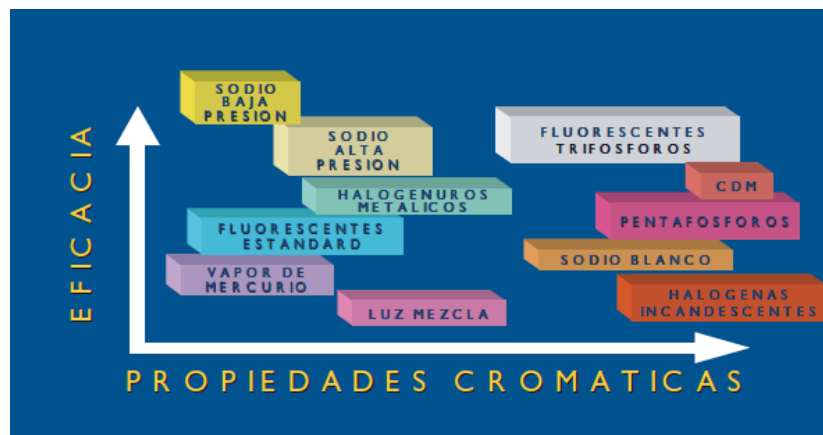 EFICACIA
SODIO
BAJA
PRESION
SODIO
ALTA
PRESION
HALOGENUROS
METALICOS
FLUORESCENTES
ESTANDARD
VAPOR DE
MERCURIO
LUZ MEZCLA
FLUORESCENTES
TRIFOSFOROS
CDM
PENTAFOSFOROS
SODIO BLANCO
HALOGENAS
INCANDESCENTES
PROPIEDADES CROMATICAS